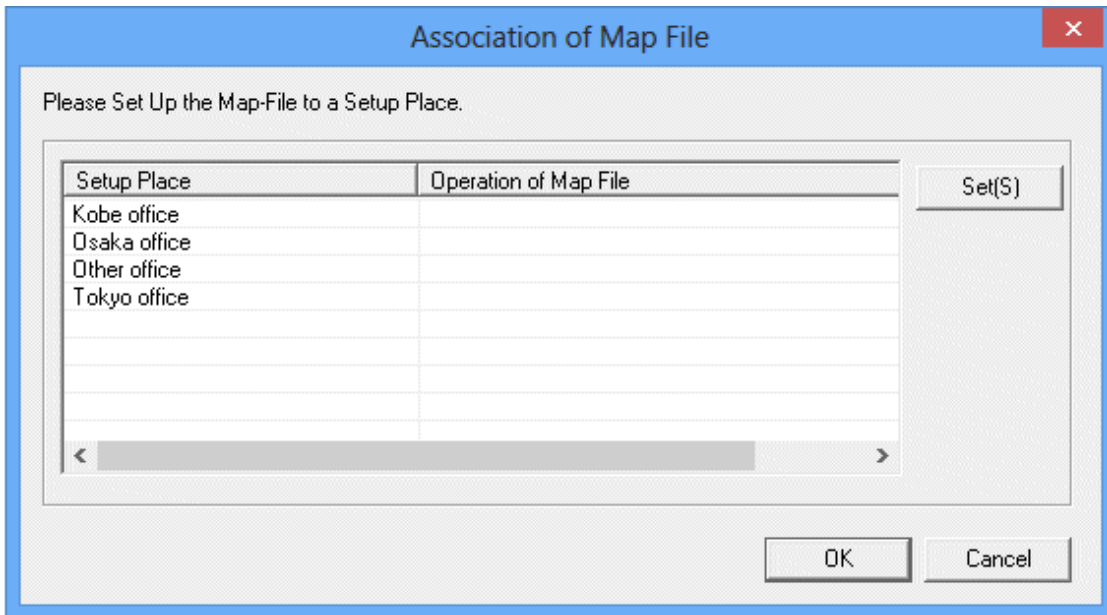 Association of Map File
Please Set Up the Map-File to a Setup Place.
Setup Place Operation of Map File
Set(S)
Kobe office
Osaka office
Other office
Tokyo office
OK Cancel